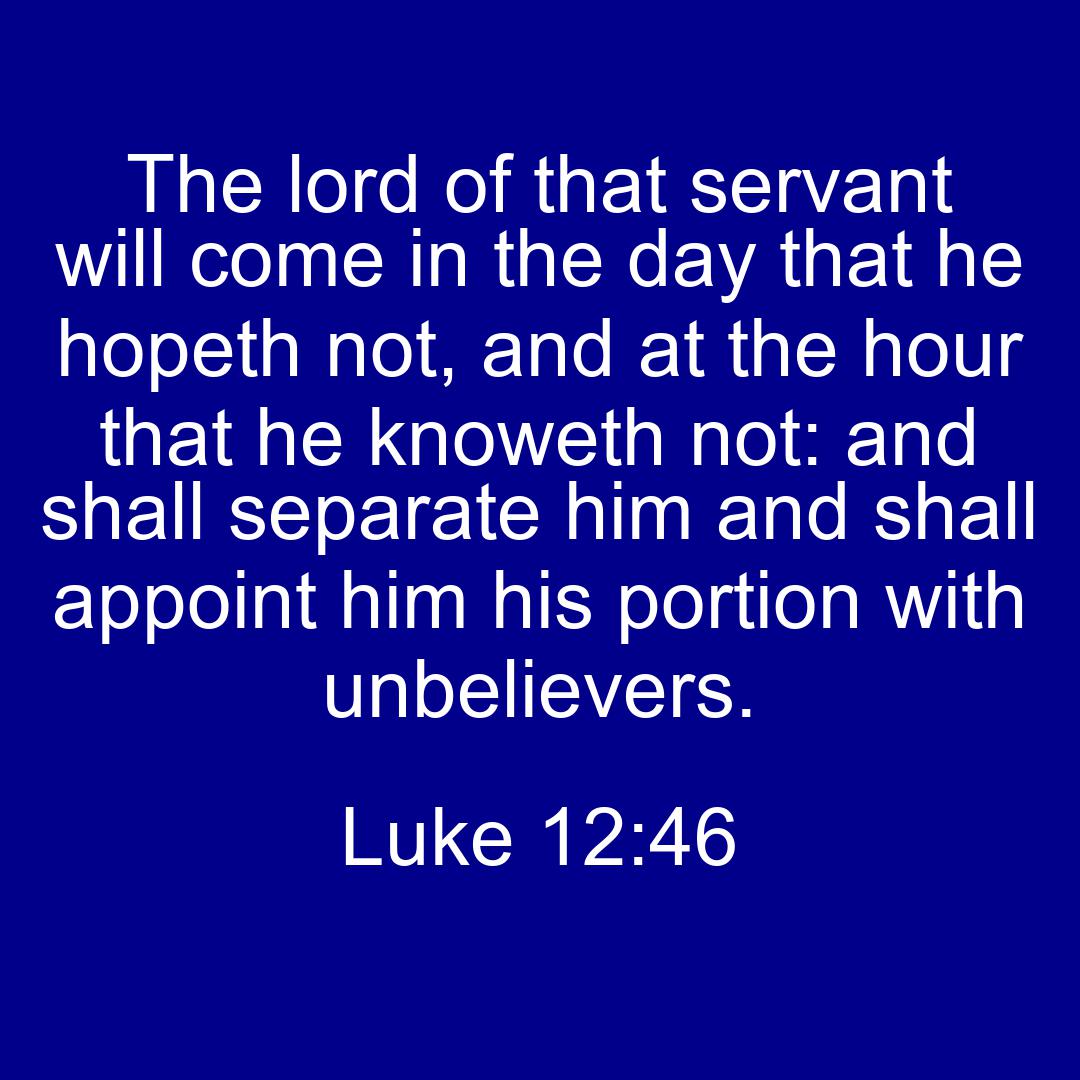 The lord of that servant
will come in the day that he
hopeth not, and at the hour
that he knoweth not: and
shall separate him and shall
appoint him his portion with
unbelievers.
Luke 12:46